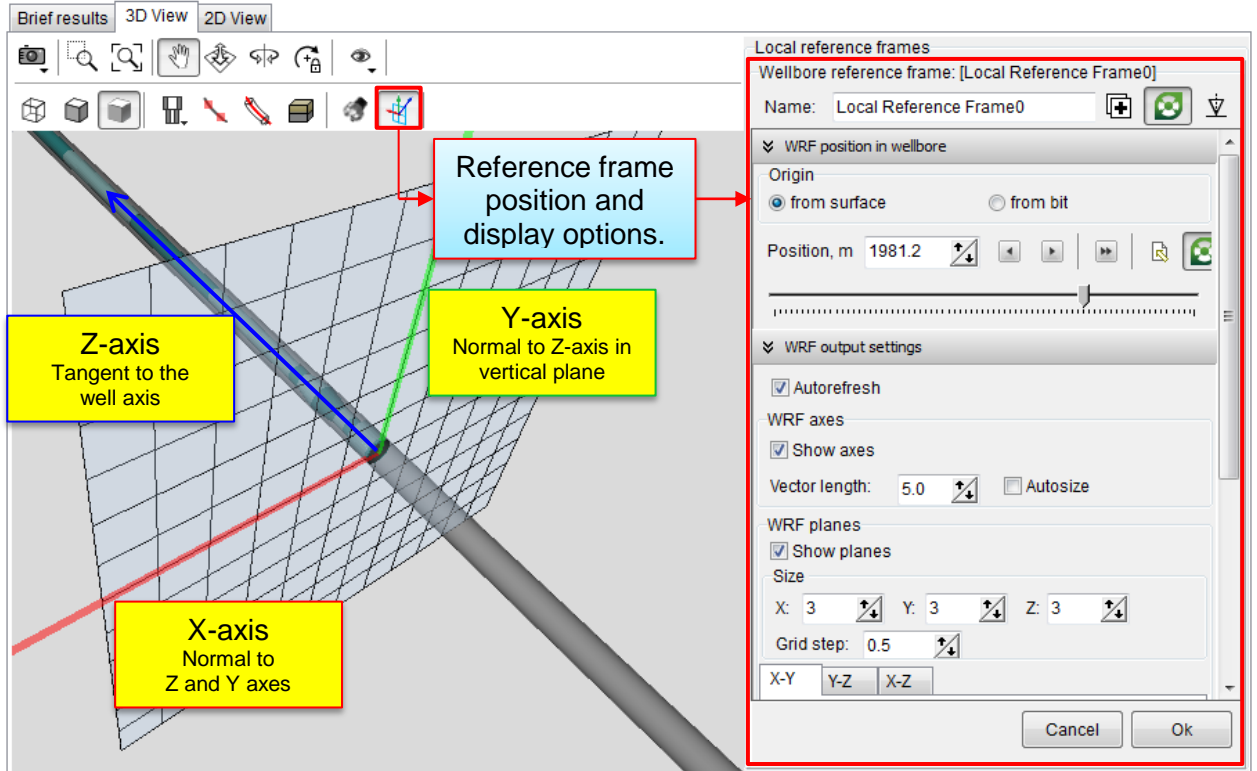 Brief results 3D View 2D View
Local reference frames
Wellbore reference frame: [Local Reference Frame0]
Name: Local Reference Frame0
WRF position in wellbore
Origin
from surface from bit
Position, m 1981.2
WRF output settings
Autorefresh
WRF axes
Show axes
Vector length: 5.0 Autosize
WRF planes
Show planes
Size
X: 3 Y: 3 Z: 3
Grid step: 0.5
X-Y Y-Z X-Z
Cancel Ok
Reference frame
position and
display options.
Z-axis
Tangent to the
well axis
Y-axis
Normal to Z-axis in
vertical plane
X-axis
Normal to
Z and Y axes